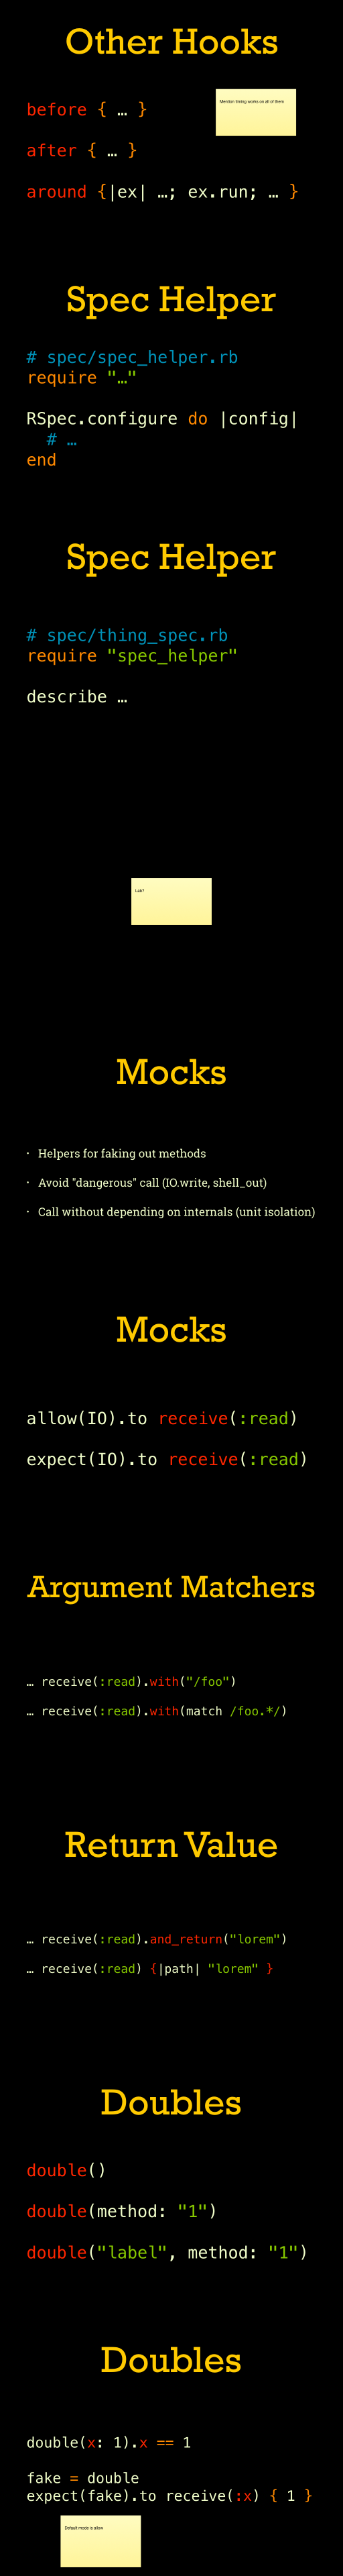 Other Hooks
Mention timing works on all of them
before { … }
after { … }
around {|ex| …; ex.run; … }
Spec Helper
# spec/spec_helper.rb
require "…"
RSpec.configure do |config|
# …
end
Spec Helper
# spec/thing_spec.rb
require "spec_helper"
describe …
Lab?
Mocks
· Helpers for faking out methods
· Avoid "dangerous" call (IO.write, shell_out)
· Call without depending on internals (unit isolation)
Mocks
allow(IO).to receive(:read)
expect(IO).to receive(:read)
Argument Matchers
… receive(:read).with("/foo")
… receive(:read).with(match /foo.*/)
Return Value
… receive(:read).and_return("lorem")
… receive(:read) {|path| "lorem" }
Doubles
double()
double(method: "1")
double("label", method: "1")
Doubles
double(x: 1).x == 1
fake = double
expect(fake).to receive(:x) { 1 }
Default mode is allow